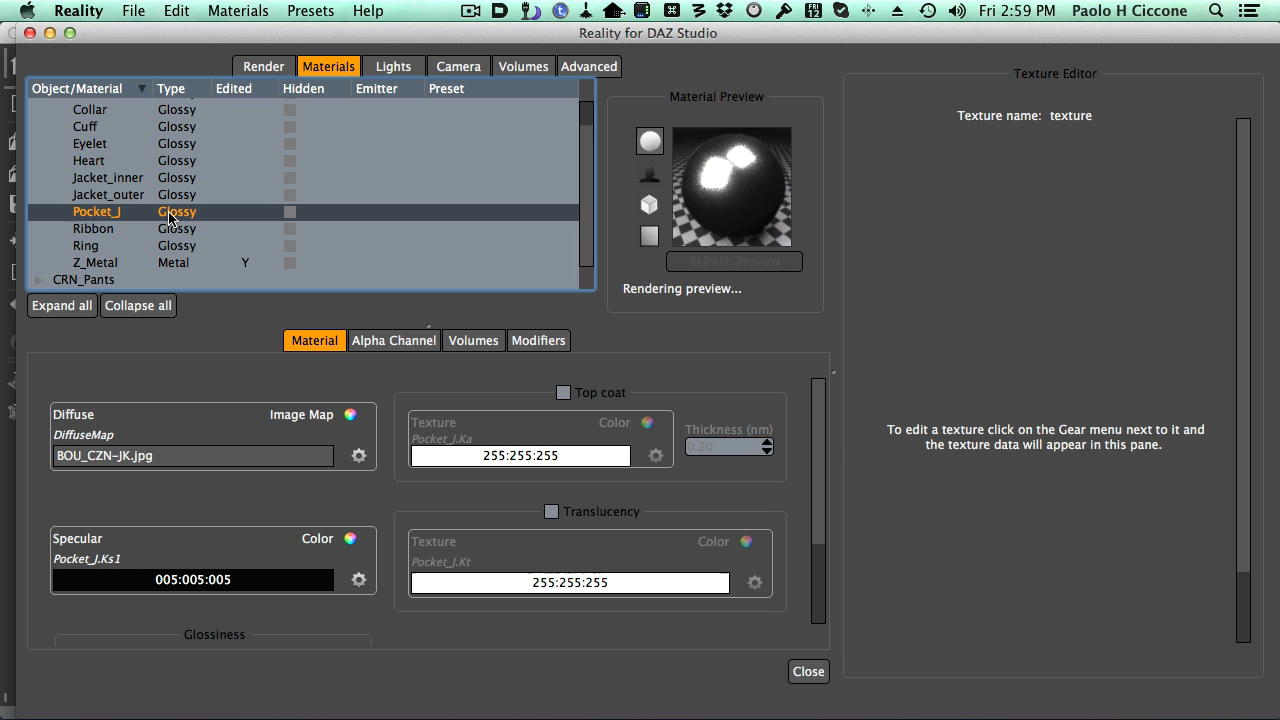 Reality File Edit Materials Presets Help FRI 12 Fri 2:59 PM Paolo H Ciccone
Reality for DAZ Studio
Render Materials Lights Camera Volumes Advanced
Object/Material Type Edited Hidden Emitter Preset
Collar Glossy
Cuff Glossy
Eyelet Glossy
Heart Glossy
Jacket_inner Glossy
Jacket_outer Glossy
Pocket_J Glossy
Ribbon Glossy
Ring Glossy
Z_Metal Metal Y
CRN_Pants
Expand all Collapse all
Material Preview
Refresh Preview
Rendering preview...
Texture Editor
Texture name: texture
To edit a texture click on the Gear menu next to it and
the texture data will appear in this pane.
Material Alpha Channel Volumes Modifiers
Diffuse Image Map
DiffuseMap
BOU_CZN-JK.jpg
Top coat
Texture Color
Pocket_J.Ka
255:255:255
Thickness (nm)
0.20
Specular Color
Pocket_J.Ks1
005:005:005
Translucency
Texture Color
Pocket_J.Kt
255:255:255
Glossiness
Close